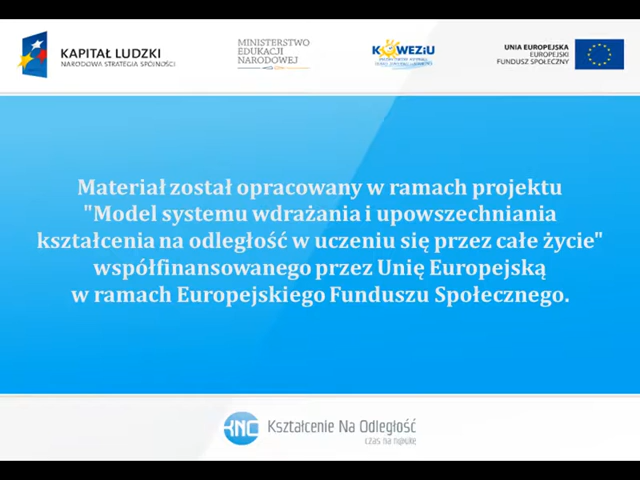 KAPITAŁ LUDZKI
NARODOWA STRATEGIA SPÓJNOŚCI
MINISTERSTWO
EDUKACJI
NARODOWEJ
KOWEZiU
UNIA EUROPEJSKA
EUROPEJSKI
FUNDUSZ SPOŁECZNY
Materiał został opracowany w ramach projektu
"Model systemu wdrażania i upowszechniania
kształcenia na odległość w uczeniu się przez całe życie"
współfinansowanego przez Unię Europejską
w ramach Europejskiego Funduszu Społecznego.
KNO Kształcenie Na Odległość
czas na naukę